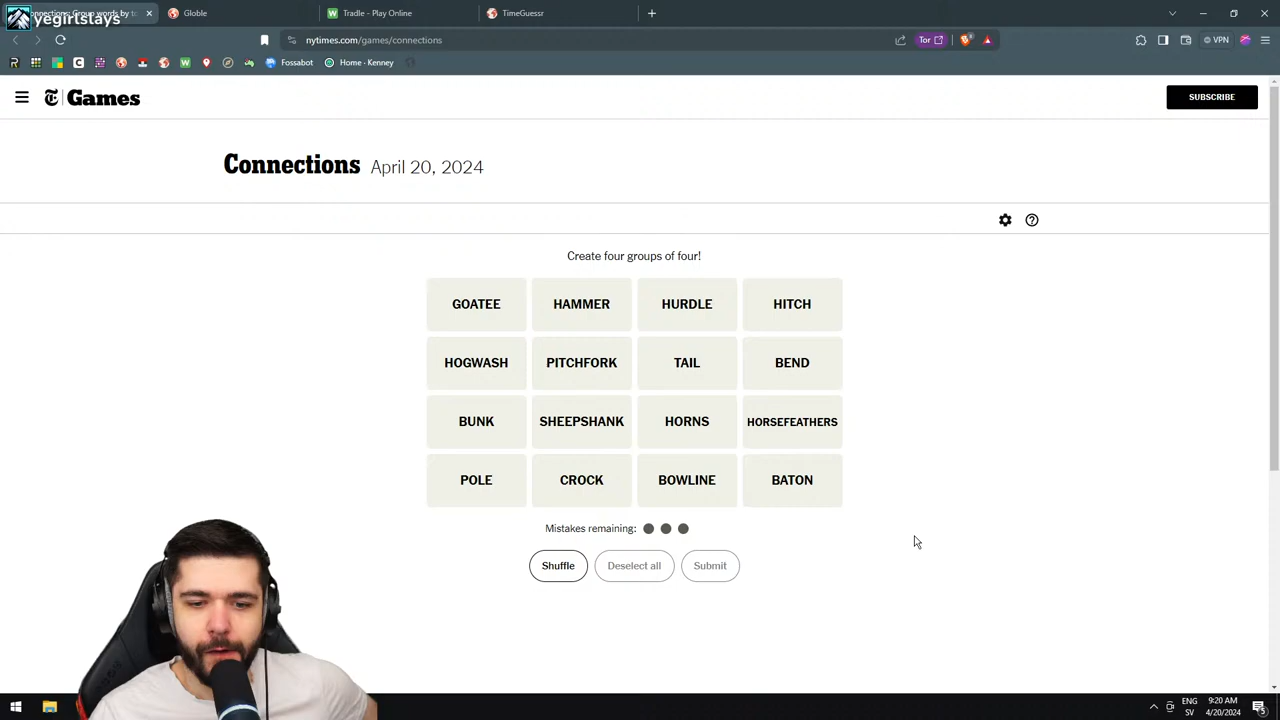 yegirlstays
Globle
Tradle - Play Online
TimeGuessr
nytimes.com/games/connections
Tor
VPN
Fossabot
Home · Kenney
Games
SUBSCRIBE
Connections April 20, 2024
Create four groups of four!
GOATEE HAMMER HURDLE HITCH
HOGWASH PITCHFORK TAIL BEND
BUNK SHEEPSHANK HORNS HORSEFEATHERS
POLE CROCK BOWLINE BATON
Mistakes remaining:
Shuffle Deselect all Submit
ENG
SV
9:20 AM
4/20/2024